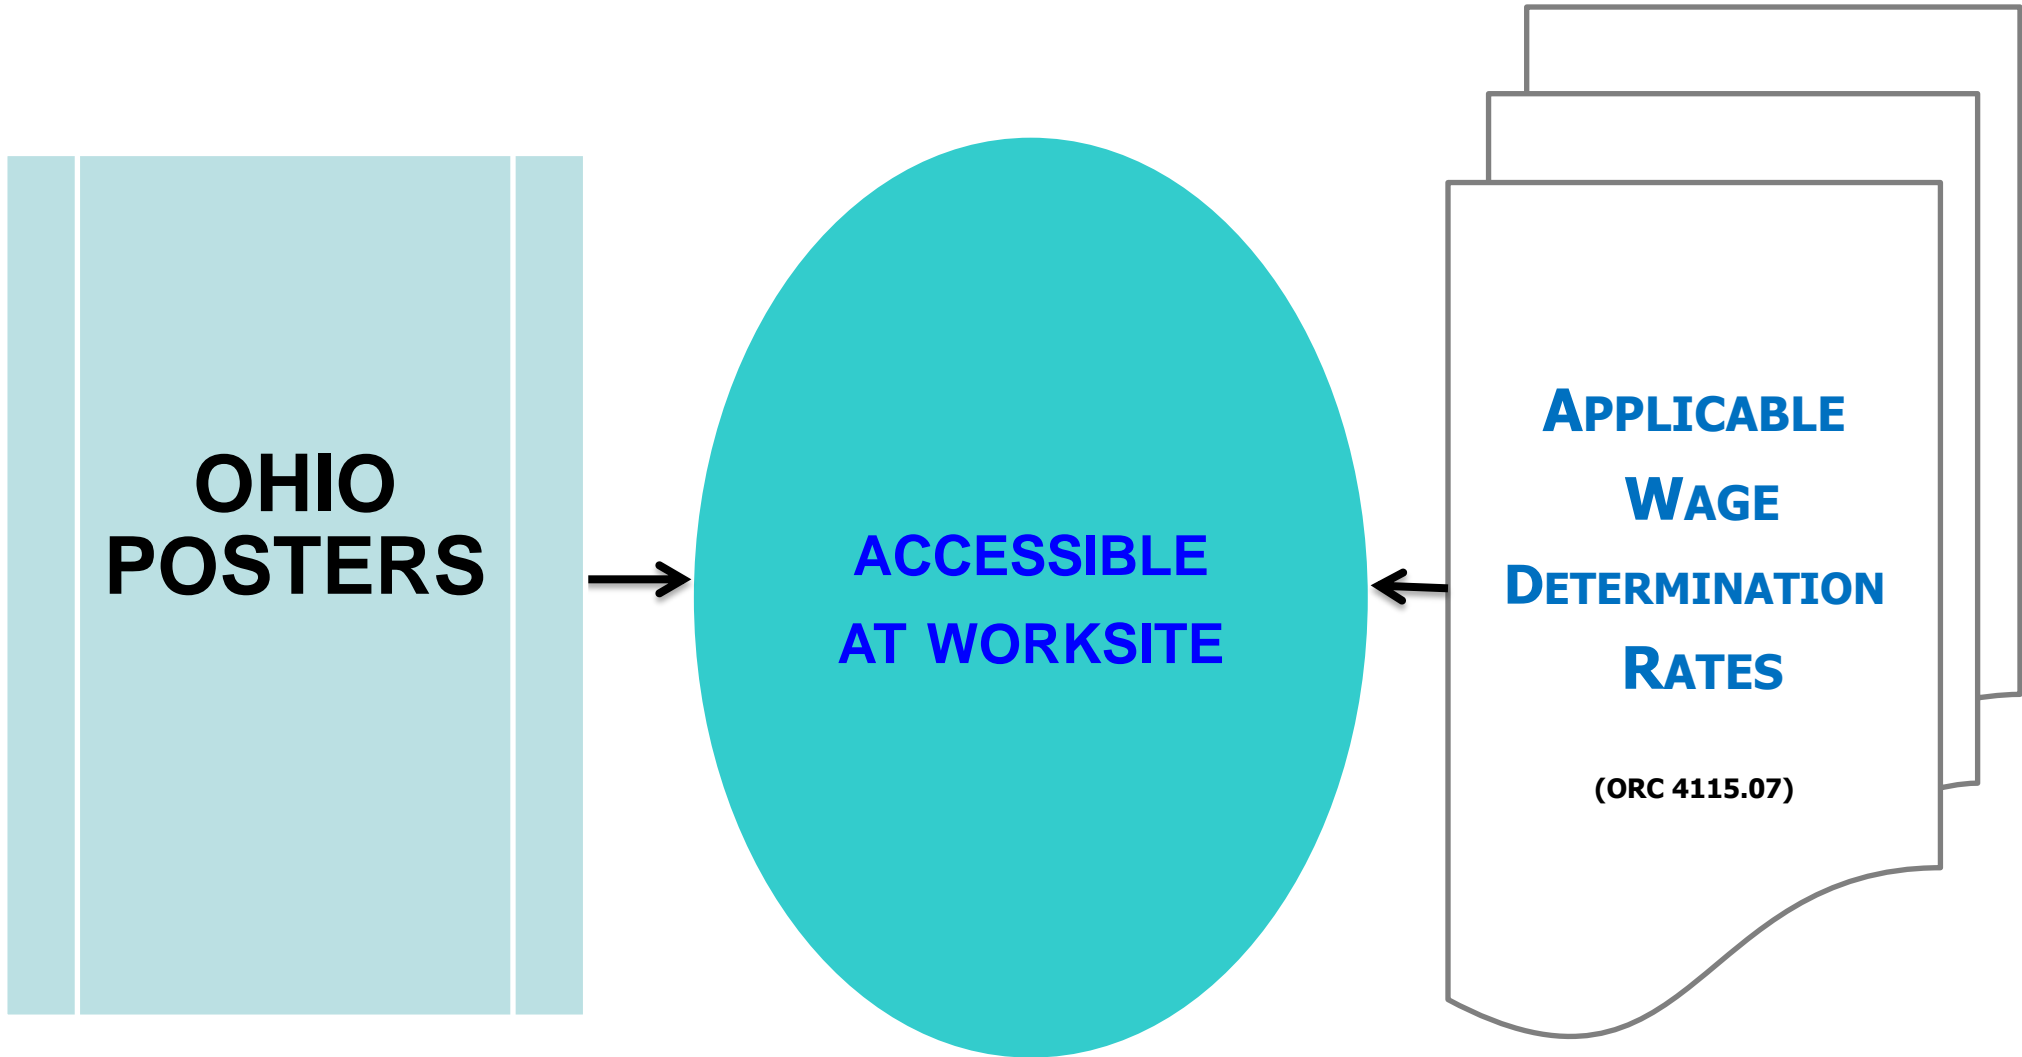 OHIO
POSTERS
ACCESSIBLE
AT WORKSITE
APPLICABLE
WAGE
DETERMINATION
RATES
(ORC 4115.07)